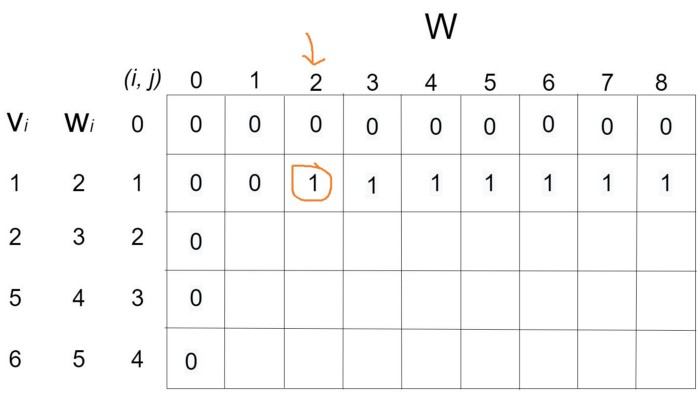 W
(i, j) 0 1 2 3 4 5 6 7 8
Vi Wi 0 0 0 0 0 0 0 0 0 0
1 2 1 0 0 1 1 1 1 1 1 1
2 3 2 0
5 4 3 0
6 5 4 0